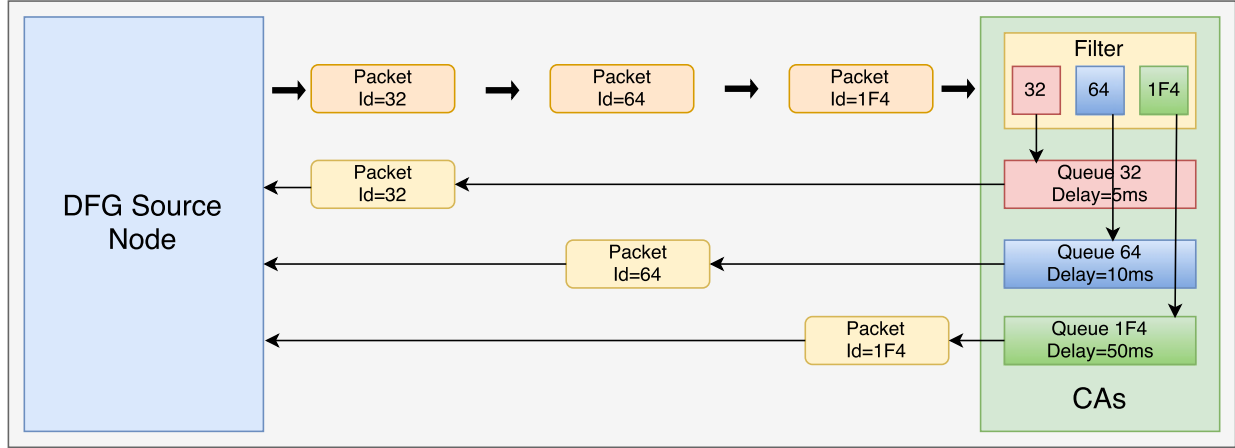 DFG Source
Node
Packet
Id=32
Packet
Id=64
Packet
Id=1F4
Filter
32
64
1F4
Packet
Id=32
Queue 32
Delay=5ms
Packet
Id=64
Queue 64
Delay=10ms
Packet
Id=1F4
Queue 1F4
Delay=50ms
CAs